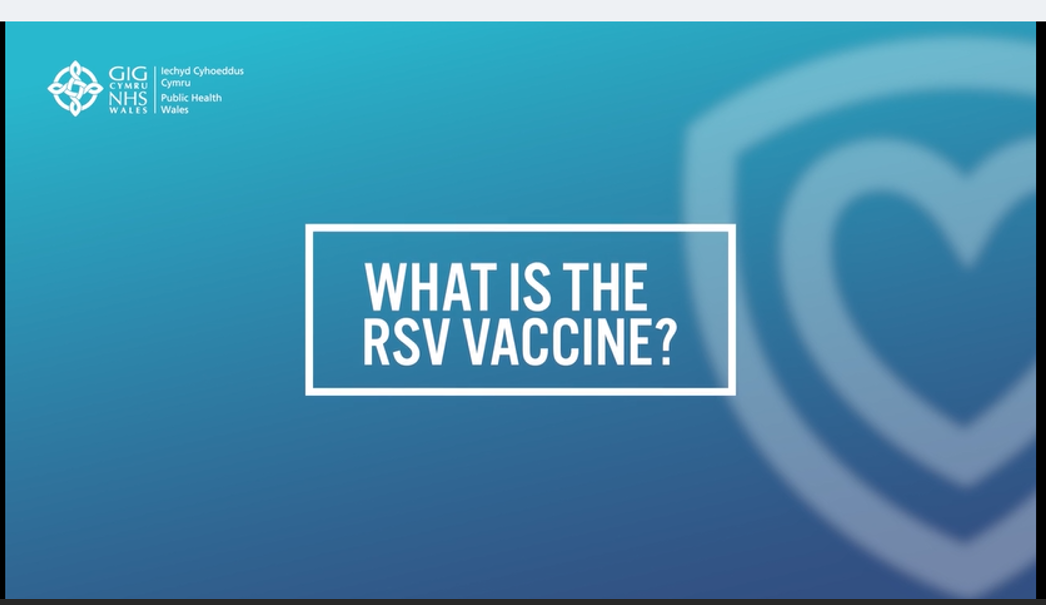 GIG
CYMRU
NHS
WALES
Iechyd Cyhoeddus
Cymru
Public Health
Wales
WHAT IS THE
RSV VACCINE?